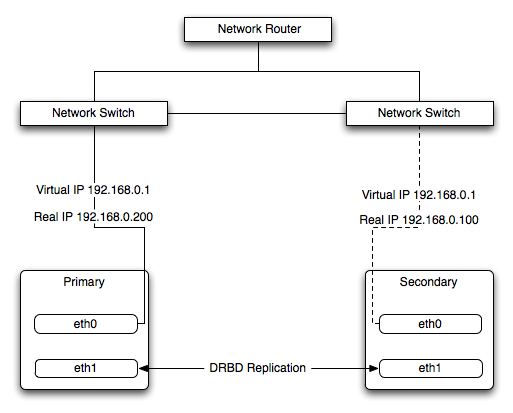 Network Router
Network Switch
Network Switch
Virtual IP 192.168.0.1
Real IP 192.168.0.200
Virtual IP 192.168.0.1
Real IP 192.168.0.100
Primary
eth0
eth1
DRBD Replication
Secondary
eth0
eth1